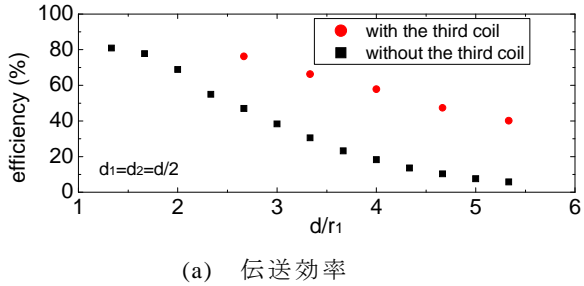 100
80
60
40
20
0
efficiency (%)
with the third coil
without the third coil
d1=d2=d/2
1 2 3 4 5 6
d/r1
(a) 伝送効率